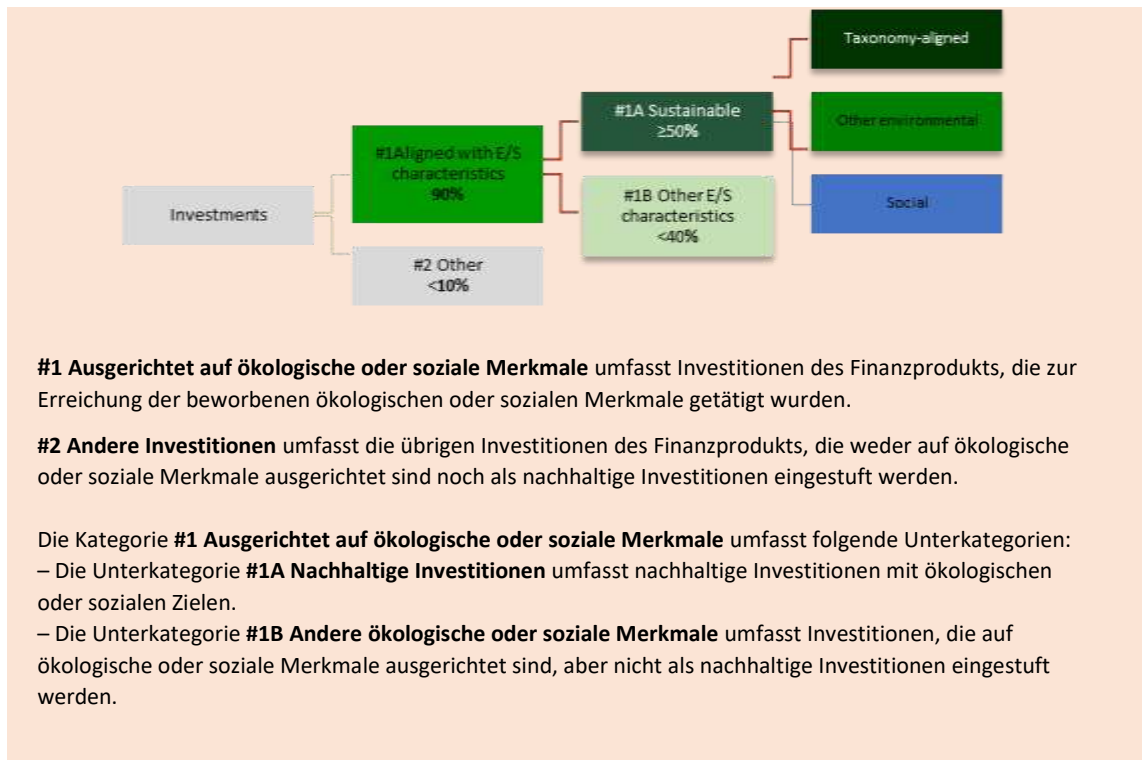 Taxonomy-aligned
#1A Sustainable
≥50%
Other environmental
#1Aligned with E/S
characteristics
90%
#1B Other E/S
characteristics
<40%
Social
Investments
#2 Other
<10%
#1 Ausgerichtet auf ökologische oder soziale Merkmale umfasst Investitionen des Finanzprodukts, die zur
Erreichung der beworbenen ökologischen oder sozialen Merkmale getätigt wurden.
#2 Andere Investitionen umfasst die übrigen Investitionen des Finanzprodukts, die weder auf ökologische
oder soziale Merkmale ausgerichtet sind noch als nachhaltige Investitionen eingestuft werden.
Die Kategorie #1 Ausgerichtet auf ökologische oder soziale Merkmale umfasst folgende Unterkategorien:
– Die Unterkategorie #1A Nachhaltige Investitionen umfasst nachhaltige Investitionen mit ökologischen
oder sozialen Zielen.
– Die Unterkategorie #1B Andere ökologische oder soziale Merkmale umfasst Investitionen, die auf
ökologische oder soziale Merkmale ausgerichtet sind, aber nicht als nachhaltige Investitionen eingestuft
werden.